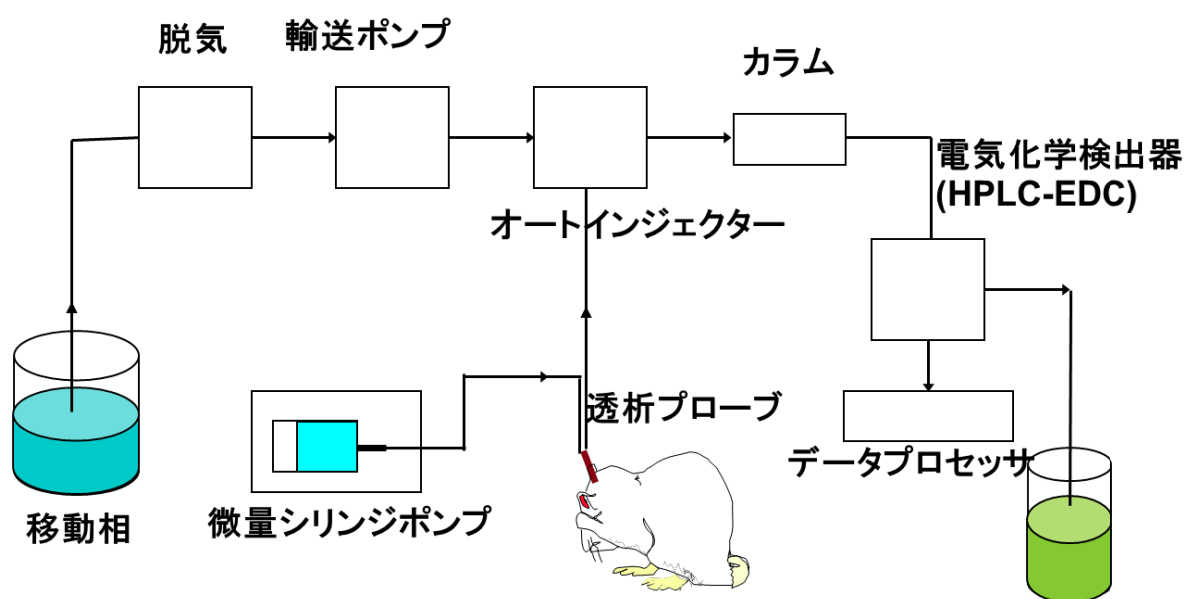 脱気
輸送ポンプ
カラム
電気化学検出器
(HPLC-EDC)
オートインジェクター
透析プローブ
データプロセッサ
微量シリンジポンプ
移動相